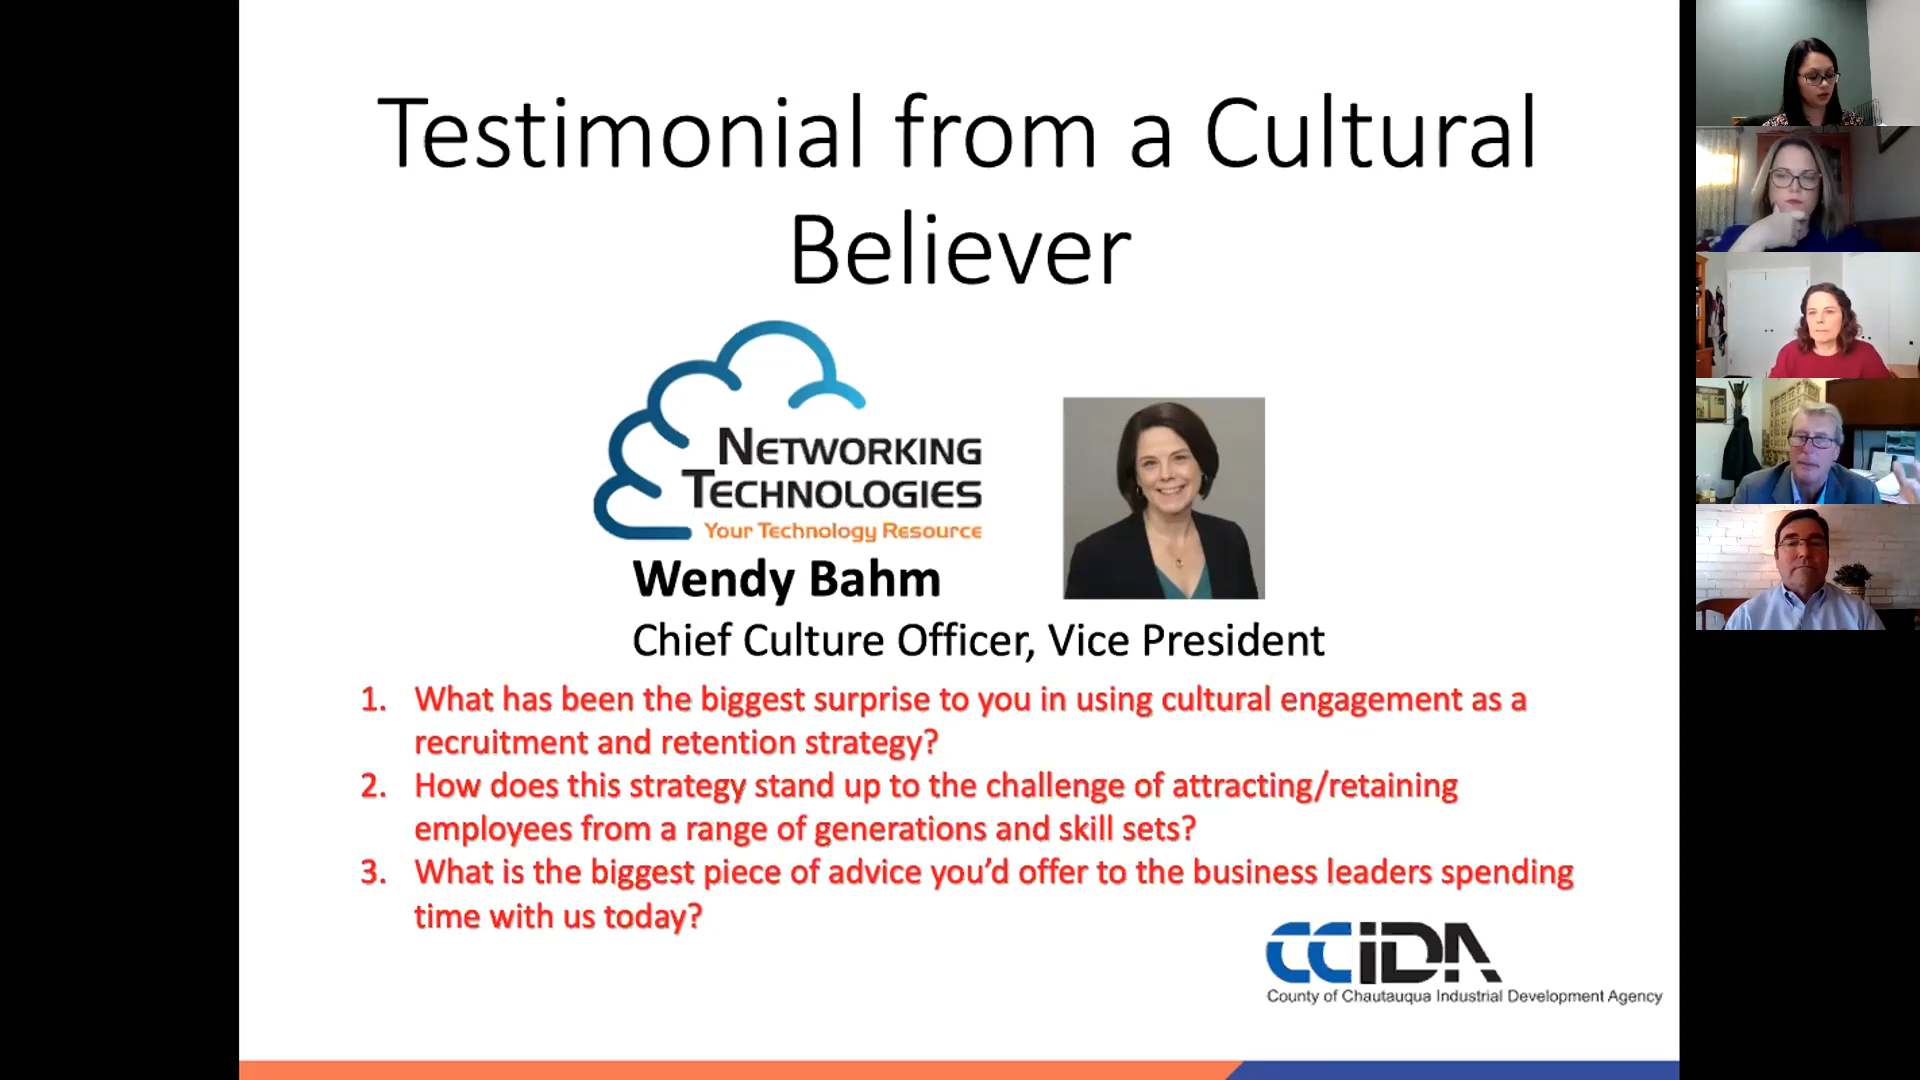 Testimonial from a Cultural
Believer
NETWORKING
TECHNOLOGIES
Your Technology Resource
Wendy Bahm
Chief Culture Officer, Vice President
1. What has been the biggest surprise to you in using cultural engagement as a
recruitment and retention strategy?
2. How does this strategy stand up to the challenge of attracting/retaining
employees from a range of generations and skill sets?
3. What is the biggest piece of advice you'd offer to the business leaders spending
time with us today?
CCIDA
County of Chautauqua Industrial Development Agency